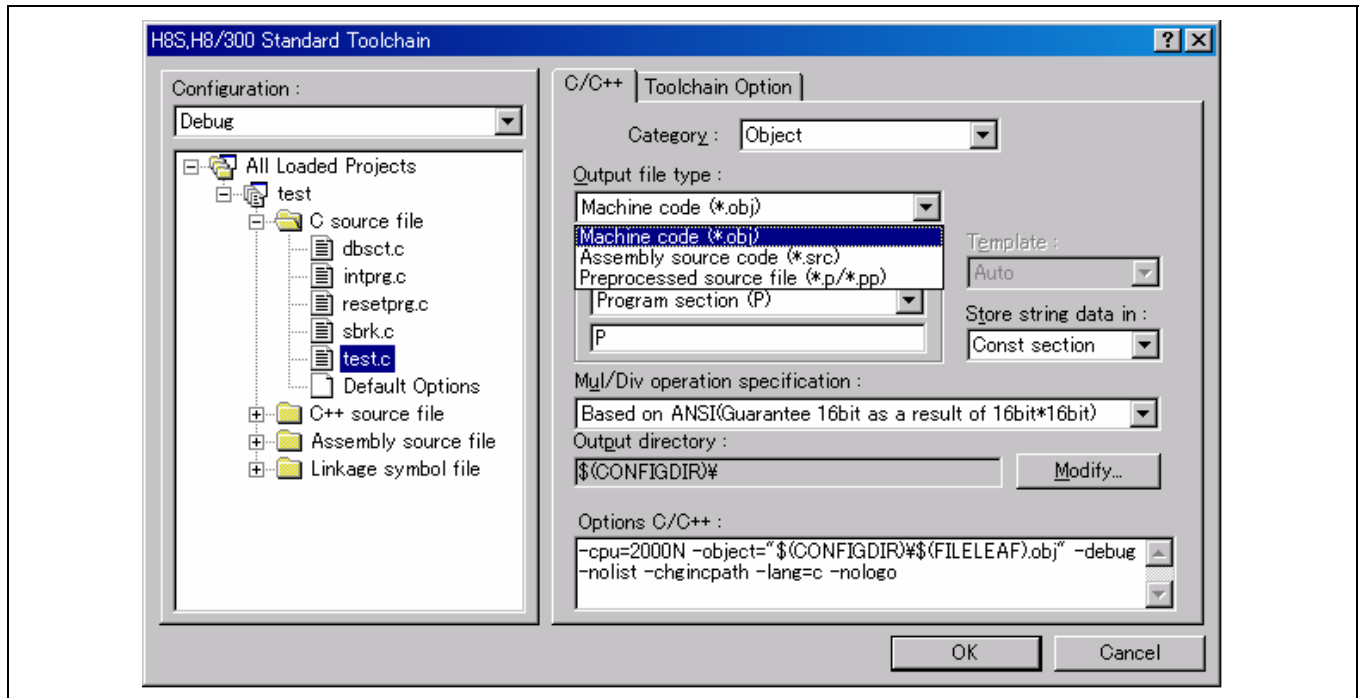 H8S,H8/300 Standard Toolchain
Configuration :
Debug
All Loaded Projects
test
C source file
dbsct.c
intprg.c
resetprg.c
sbrk.c
test.c
Default Options
C++ source file
Assembly source file
Linkage symbol file
C/C++
Toolchain Option
Category :
Object
Output file type :
Machine code (*.obj)
Machine code (*.obj)
Assembly source code (*.src)
Preprocessed source file (*.p/*.pp)
Program section (P)
P
Template :
Auto
Store string data in :
Const section
Mul/Div operation specification :
Based on ANSI(Guarantee 16bit as a result of 16bit*16bit)
Output directory :
$(CONFIGDIR)¥
Modify...
Options C/C++ :
-cpu=2000N -object="$(CONFIGDIR)¥$(FILELEAF).obj" -debug
-nolist -chgincpath -lang=c -nologo
OK
Cancel